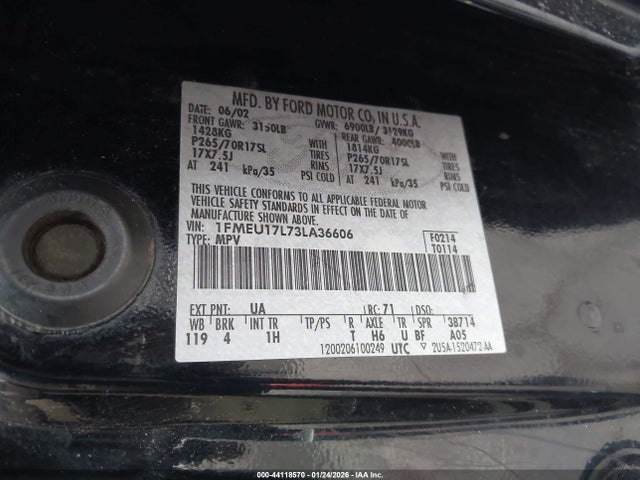 MFD. BY FORD MOTOR CO. IN U.S.A.
DATE: 06/02 GVWR: 6900LB/ 3129KG
FRONT GAWR: 3150LB REAR GAWR: 4000LB
1428KG WITH 1814KG WITH
P265/70R17SL TIRES P265/70R17SL TIRES
17X7.5J RIMS 17X7.5J RIMS
AT 241 kPa/35 PSI COLD AT 241 kPa/35 PSI COLD
THIS VEHICLE CONFORMS TO ALL APPLICABLE FEDERAL MOTOR
VEHICLE SAFETY STANDARDS IN EFFECT ON THE DATE OF
MANUFACTURE SHOWN ABOVE.
VIN: 1FMEU17L73LA36606 F0214
TYPE: MPV T0114
EXT PNT: UA RC: 71 DSO:
WB BRK INT TR TP/PS R AXLE TR SPR 3B714
119 4 1H T H6 U BF A05
1200206100249 UTC 2USA-1520472-AA
000-44118570 - 01/24/2026 - IAA Inc.